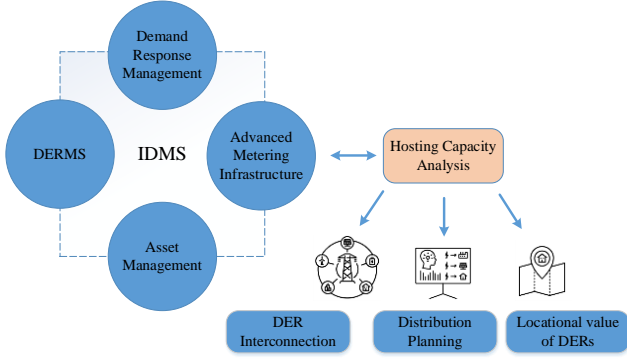 Demand
Response
Management
DERMS
IDMS
Advanced
Metering
Infrastructure
Asset
Management
Hosting Capacity
Analysis
DER
Interconnection
Distribution
Planning
Locational value
of DERs